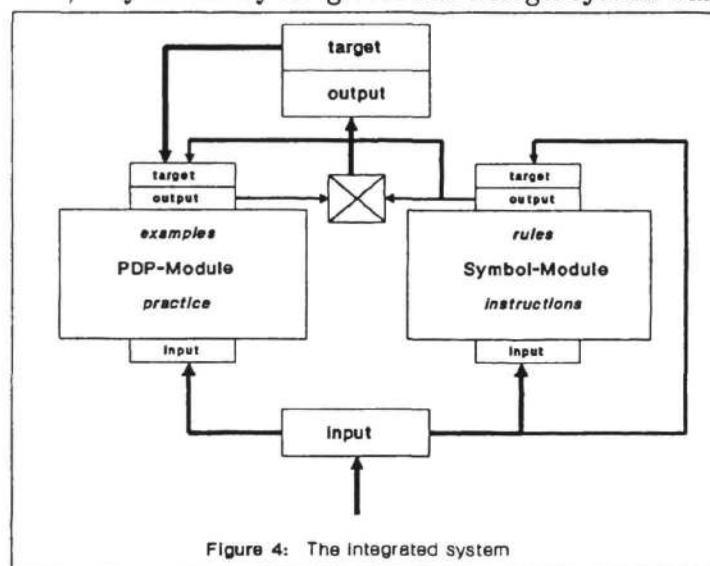 target
output
target
output
target
output
examples
PDP-Module
practice
rules
Symbol-Module
instructions
input
input
input
Figure 4: The integrated system